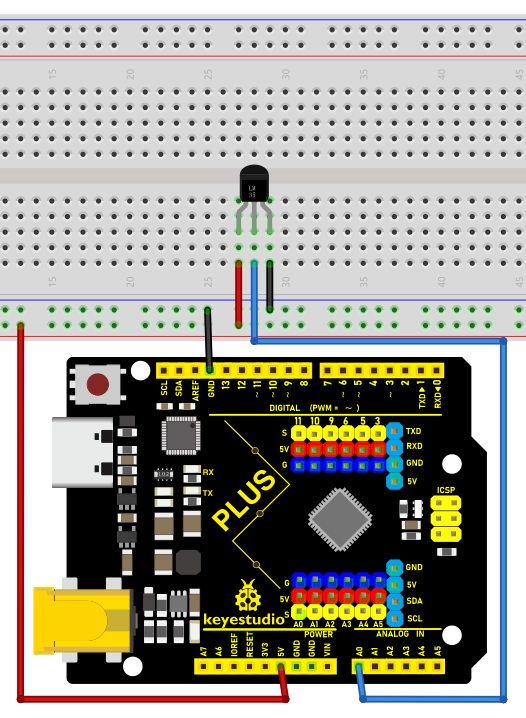 15 20 25 30 35 40 45
LM
35
15 20 25 30 35 40 45
SCL SDA AREF GND 13 12 ~11 ~10 ~9 8 7 ~6 ~5 4 ~3 2 TXD▶1 RXD◀0
DIGITAL (PWM= ~)
11 10 9 6 5 3
S TXD
5V RXD
G GND
5V
RX
TX
ICSP
PLUS
GND
G 5V
5V SDA
S SCL
keyestudio
A0 A1 A2 A3 A4 A5
POWER ANALOG IN
A7 A6 IOREF RESET 3V3 5V GND GND VIN A0 A1 A2 A3 A4 A5